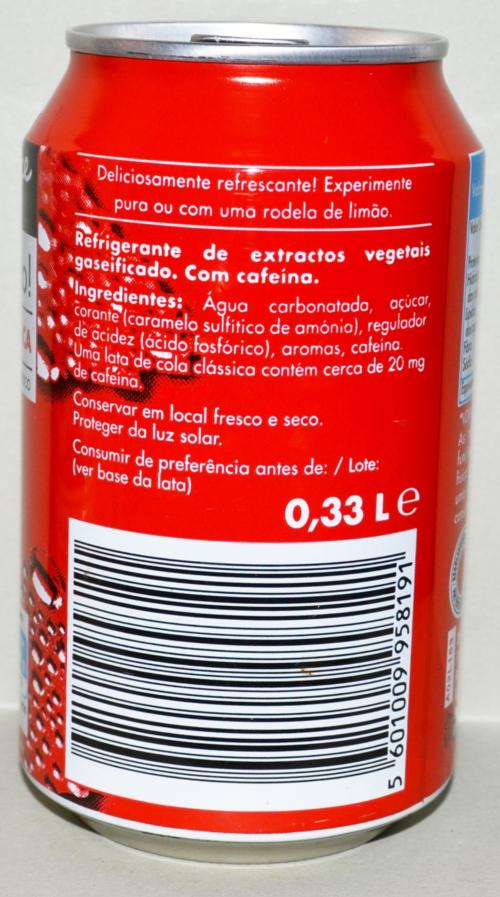 Deliciosamente refrescante! Experimente
pura ou com uma rodela de limão.
Refrigerante de extractos vegetais
gaseificado. Com cafeína.
Ingredientes: Água carbonatada, açúcar,
corante (caramelo sulfítico de amónio), regulador
de acidez (ácido fosfórico), aromas, cafeína.
Uma lata de cola clássica contém cerca de 20 mg
de cafeína.
Conservar em local fresco e seco.
Proteger da luz solar.
Consumir de preferência antes de: / Lote:
(ver base da lata)
0,33 L e
5 601009 958191